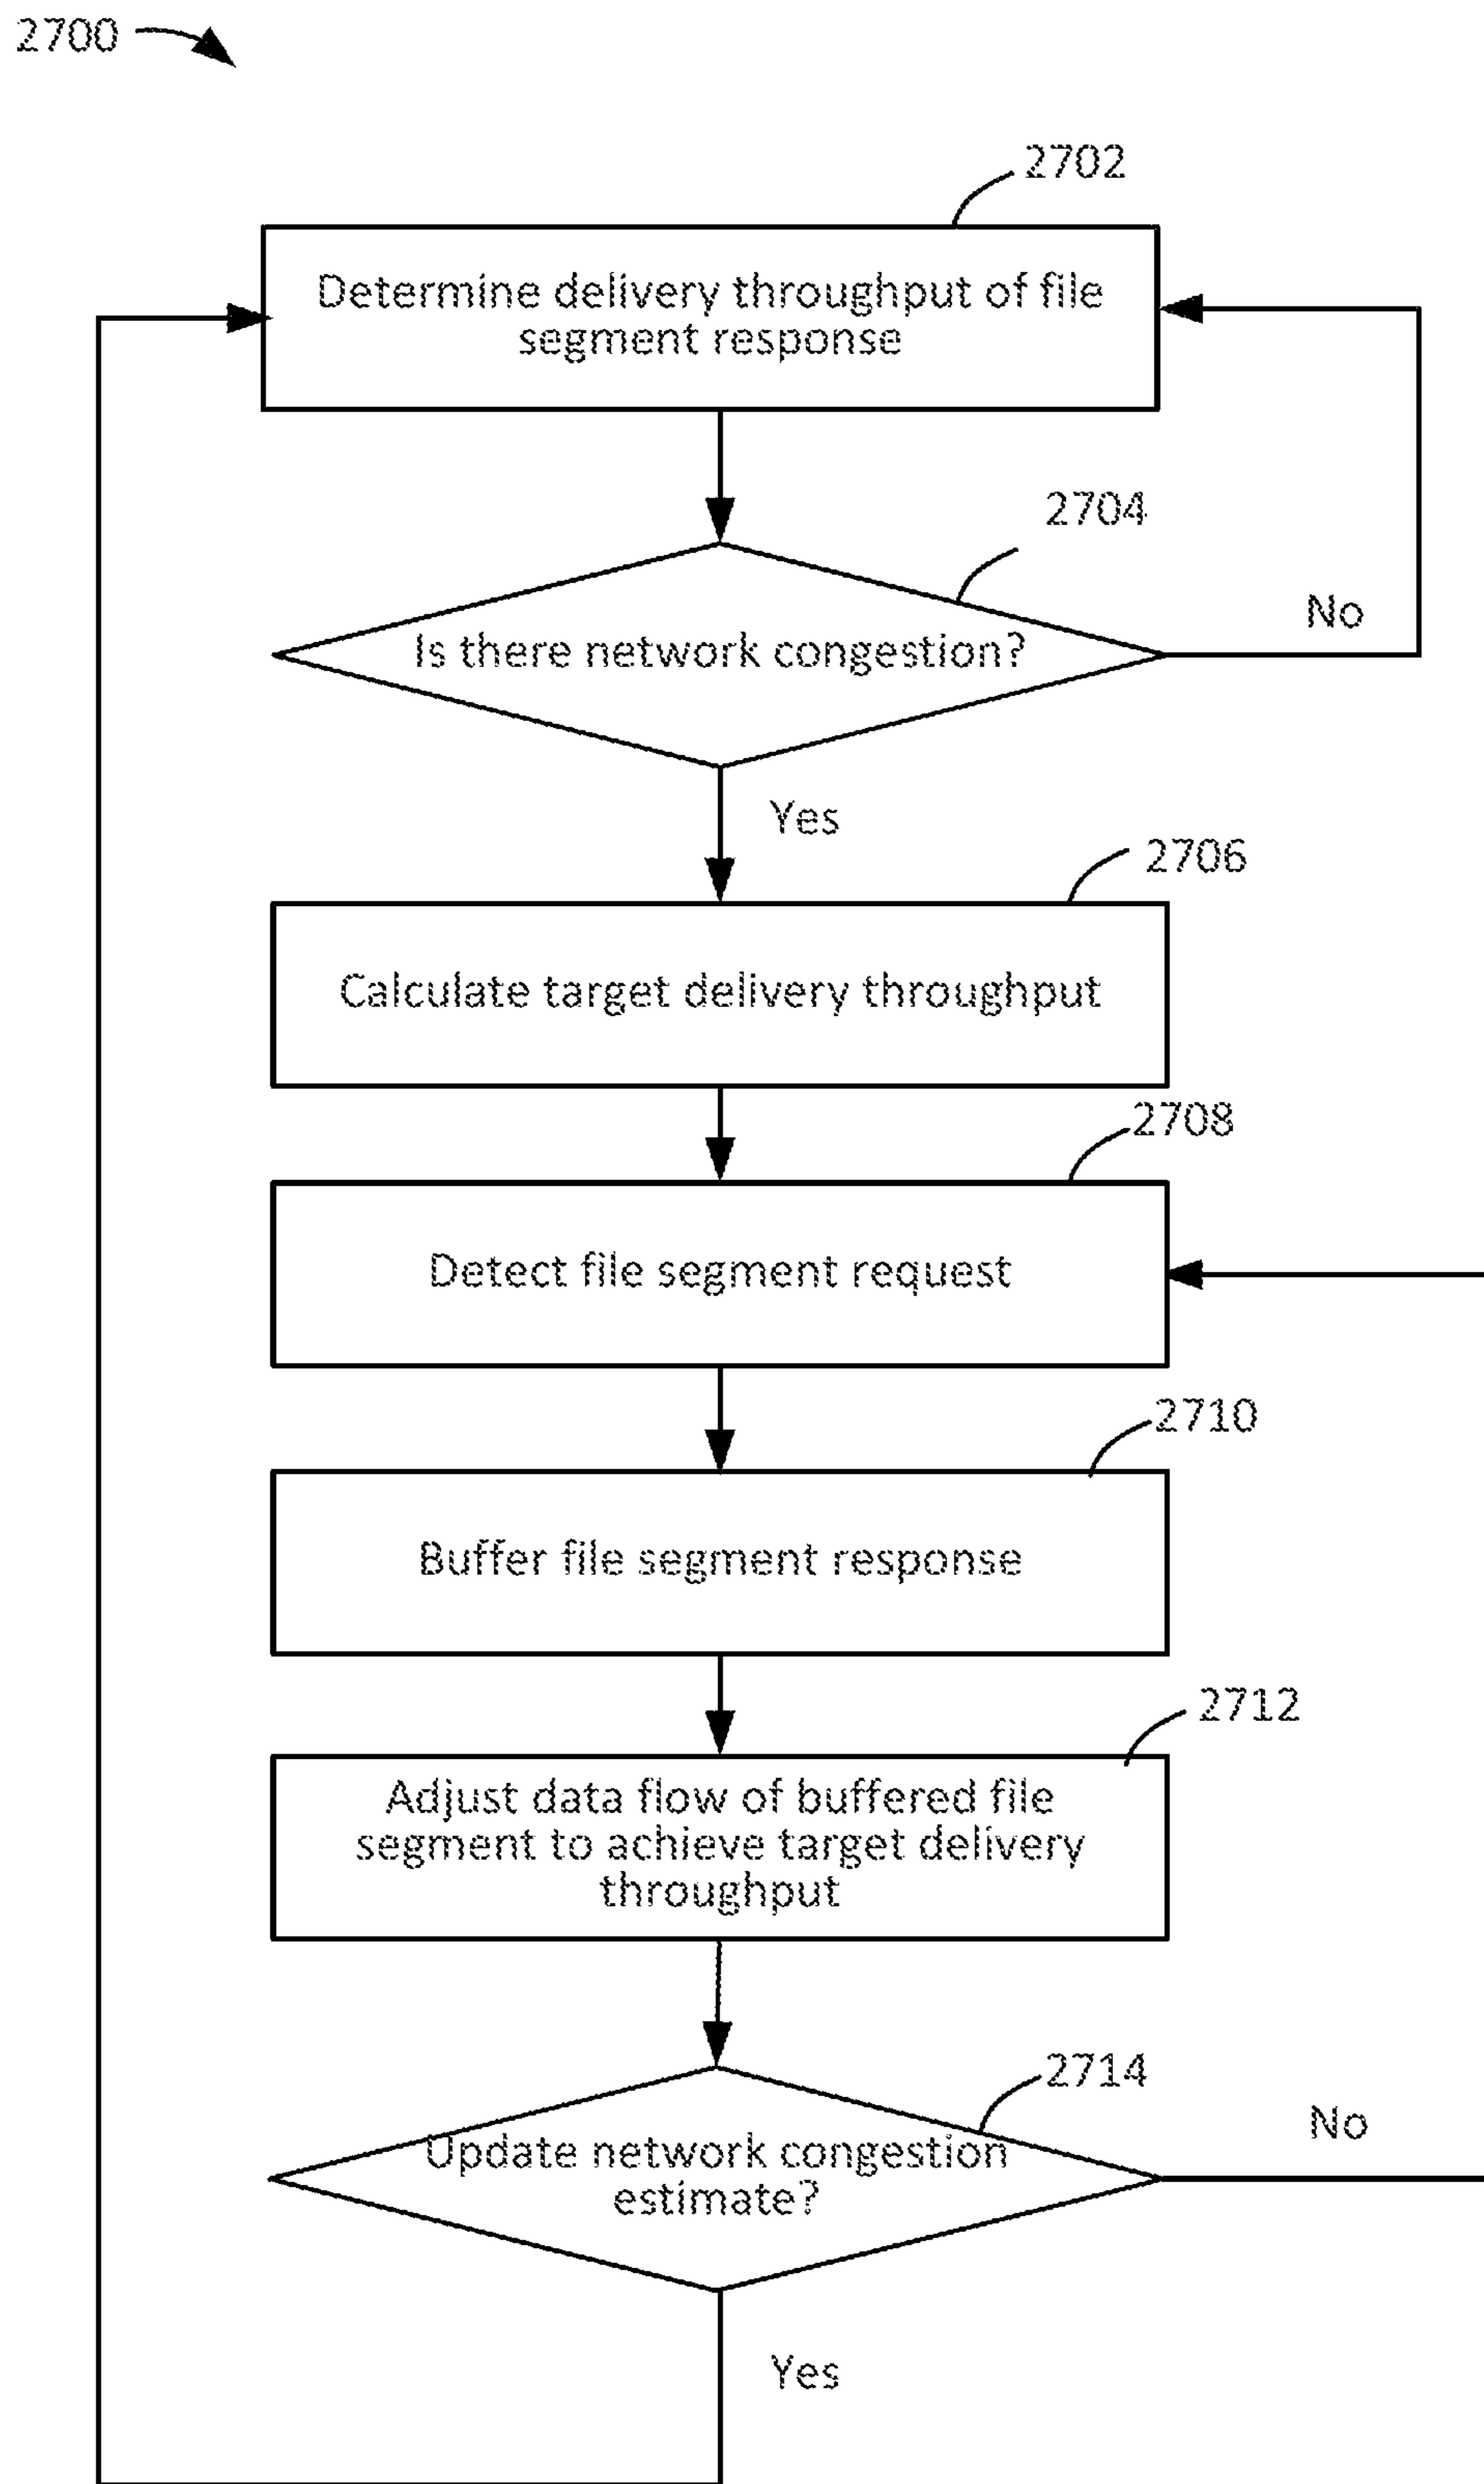 2700
2702
Determine delivery throughput of file
segment response
2704
Is there network congestion?
No
Yes
2706
Calculate target delivery throughput
2708
Detect file segment request
2710
Buffer file segment response
2712
Adjust data flow of buffered file
segment to achieve target delivery
throughput
2714
Update network congestion
estimate?
No
Yes